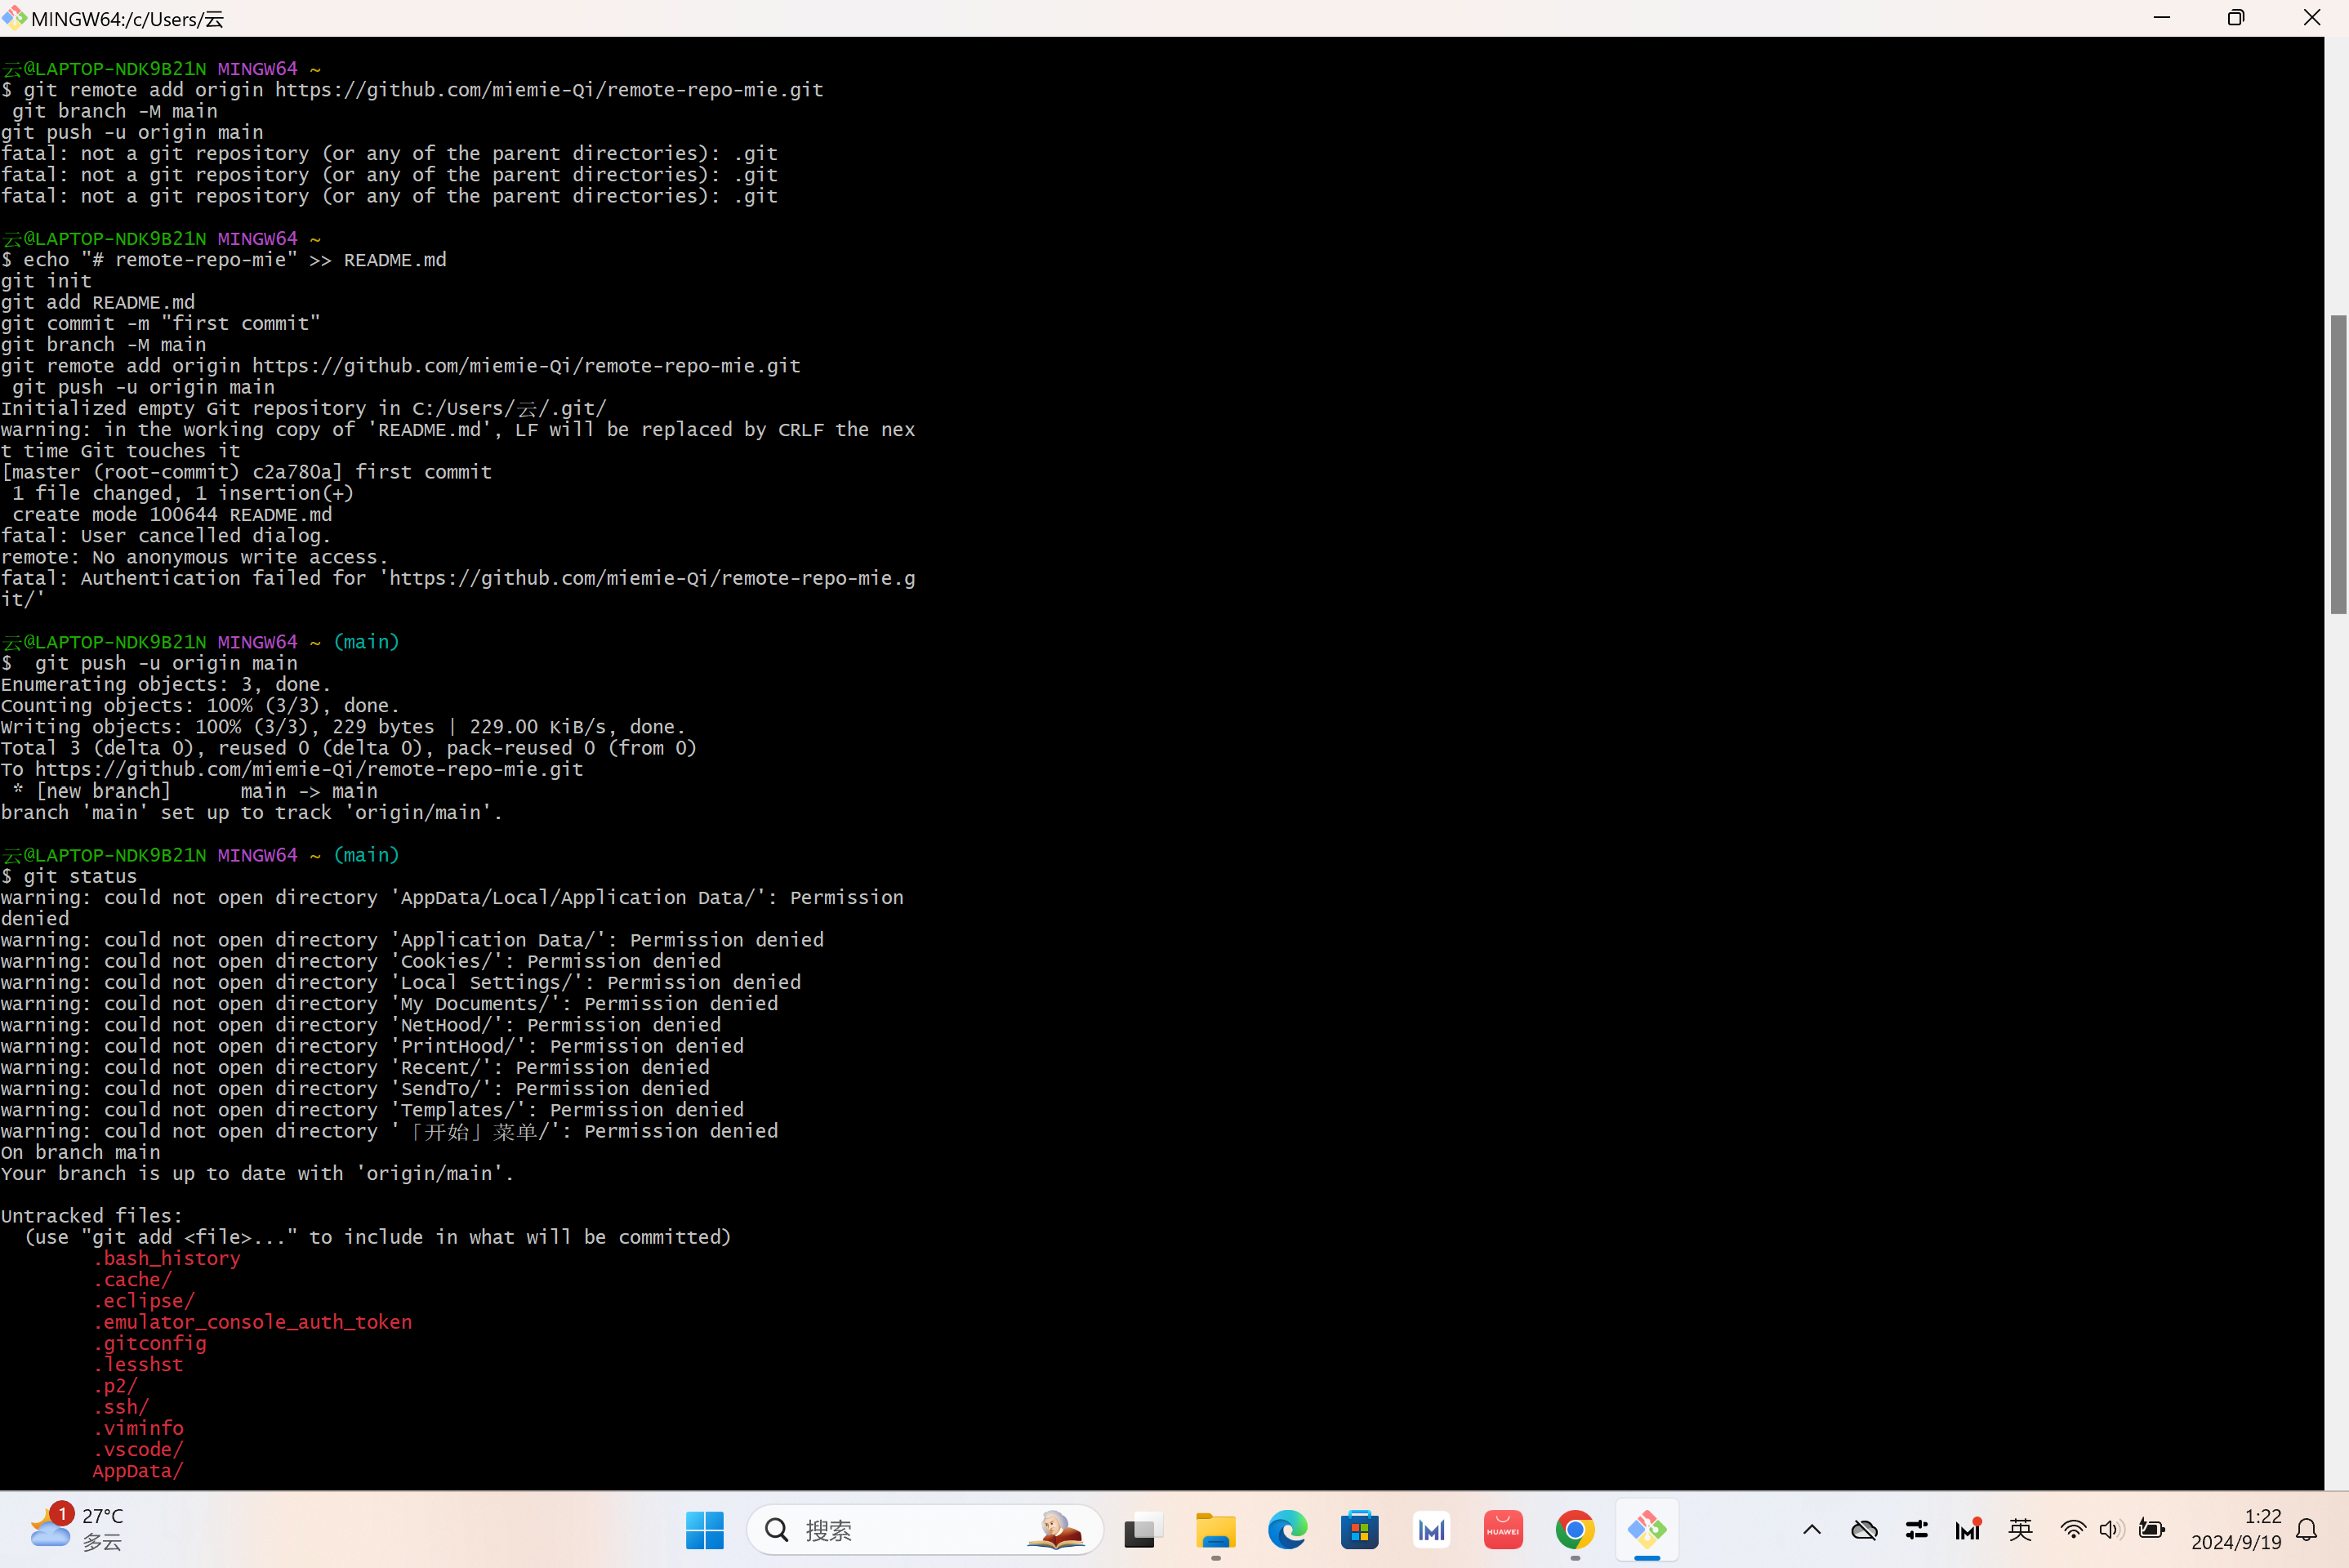 MINGW64:/c/Users/云
云@LAPTOP-NDK9B21N MINGW64 ~
$ git remote add origin https://github.com/miemie-Qi/remote-repo-mie.git
 git branch -M main
git push -u origin main
fatal: not a git repository (or any of the parent directories): .git
fatal: not a git repository (or any of the parent directories): .git
fatal: not a git repository (or any of the parent directories): .git
云@LAPTOP-NDK9B21N MINGW64 ~
$ echo "# remote-repo-mie" >> README.md
git init
git add README.md
git commit -m "first commit"
git branch -M main
git remote add origin https://github.com/miemie-Qi/remote-repo-mie.git
 git push -u origin main
Initialized empty Git repository in C:/Users/云/.git/
warning: in the working copy of 'README.md', LF will be replaced by CRLF the nex
t time Git touches it
[master (root-commit) c2a780a] first commit
 1 file changed, 1 insertion(+)
 create mode 100644 README.md
fatal: User cancelled dialog.
remote: No anonymous write access.
fatal: Authentication failed for 'https://github.com/miemie-Qi/remote-repo-mie.g
it/'
云@LAPTOP-NDK9B21N MINGW64 ~ (main)
$  git push -u origin main
Enumerating objects: 3, done.
Counting objects: 100% (3/3), done.
Writing objects: 100% (3/3), 229 bytes | 229.00 KiB/s, done.
Total 3 (delta 0), reused 0 (delta 0), pack-reused 0 (from 0)
To https://github.com/miemie-Qi/remote-repo-mie.git
 * [new branch]      main -> main
branch 'main' set up to track 'origin/main'.
云@LAPTOP-NDK9B21N MINGW64 ~ (main)
$ git status
warning: could not open directory 'AppData/Local/Application Data/': Permission
denied
warning: could not open directory 'Application Data/': Permission denied
warning: could not open directory 'Cookies/': Permission denied
warning: could not open directory 'Local Settings/': Permission denied
warning: could not open directory 'My Documents/': Permission denied
warning: could not open directory 'NetHood/': Permission denied
warning: could not open directory 'PrintHood/': Permission denied
warning: could not open directory 'Recent/': Permission denied
warning: could not open directory 'SendTo/': Permission denied
warning: could not open directory 'Templates/': Permission denied
warning: could not open directory '「开始」菜单/': Permission denied
On branch main
Your branch is up to date with 'origin/main'.
Untracked files:
  (use "git add <file>..." to include in what will be committed)
        .bash_history
        .cache/
        .eclipse/
        .emulator_console_auth_token
        .gitconfig
        .lesshst
        .p2/
        .ssh/
        .viminfo
        .vscode/
        AppData/
1
27°C
多云
搜索
HUAWEI
英
1:22
2024/9/19